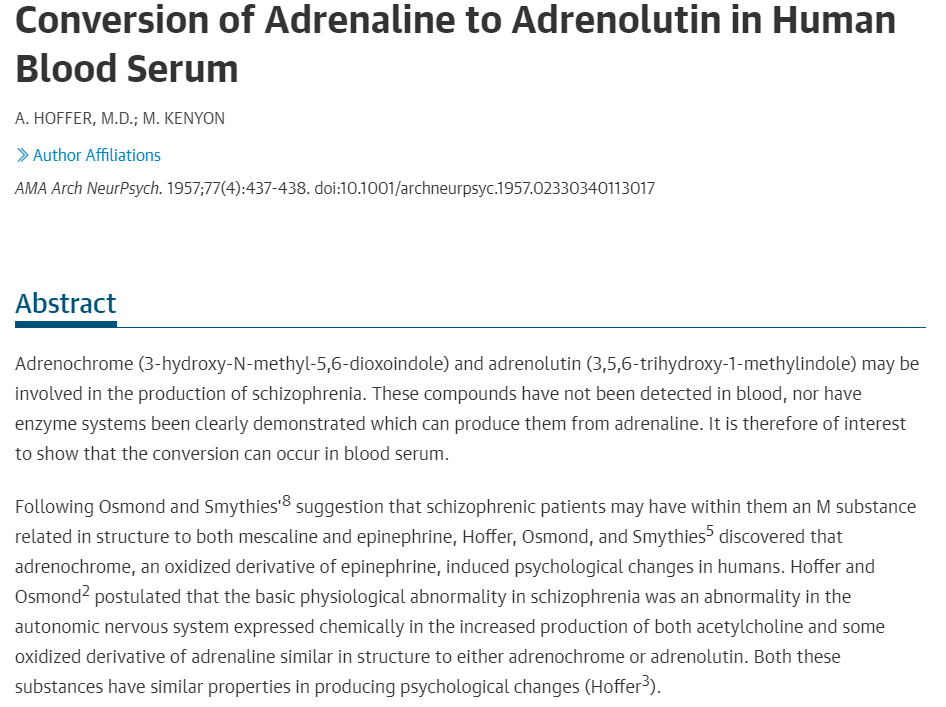 Conversion of Adrenaline to Adrenolutin in Human
Blood Serum
A. HOFFER, M.D.; M. KENYON
Author Affiliations
AMA Arch NeurPsych. 1957;77(4):437-438. doi:10.1001/archneurpsyc.1957.02330340113017
Abstract
Adrenochrome (3-hydroxy-N-methyl-5,6-dioxoindole) and adrenolutin (3,5,6-trihydroxy-1-methylindole) may be
involved in the production of schizophrenia. These compounds have not been detected in blood, nor have
enzyme systems been clearly demonstrated which can produce them from adrenaline. It is therefore of interest
to show that the conversion can occur in blood serum.
Following Osmond and Smythies'8 suggestion that schizophrenic patients may have within them an M substance
related in structure to both mescaline and epinephrine, Hoffer, Osmond, and Smythies5 discovered that
adrenochrome, an oxidized derivative of epinephrine, induced psychological changes in humans. Hoffer and
Osmond2 postulated that the basic physiological abnormality in schizophrenia was an abnormality in the
autonomic nervous system expressed chemically in the increased production of both acetylcholine and some
oxidized derivative of adrenaline similar in structure to either adrenochrome or adrenolutin. Both these
substances have similar properties in producing psychological changes (Hoffer3).